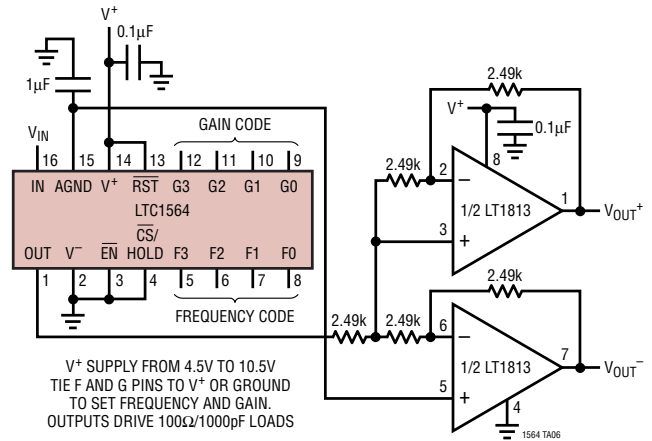 V+
0.1µF
1µF
VIN
16 15 14 13 12 11 10 9
GAIN CODE
IN AGND V+ RST G3 G2 G1 G0
LTC1564
CS/
OUT V− EN HOLD F3 F2 F1 F0
1 2 3 4 5 6 7 8
FREQUENCY CODE
2.49k
V+
0.1µF
8
2.49k
2
−
1/2 LT1813
1
VOUT+
3
+
2.49k
2.49k 2.49k
6
−
1/2 LT1813
7
VOUT−
5
+
4
V+ SUPPLY FROM 4.5V TO 10.5V
TIE F AND G PINS TO V+ OR GROUND
TO SET FREQUENCY AND GAIN.
OUTPUTS DRIVE 100Ω/1000pF LOADS
1564 TA06